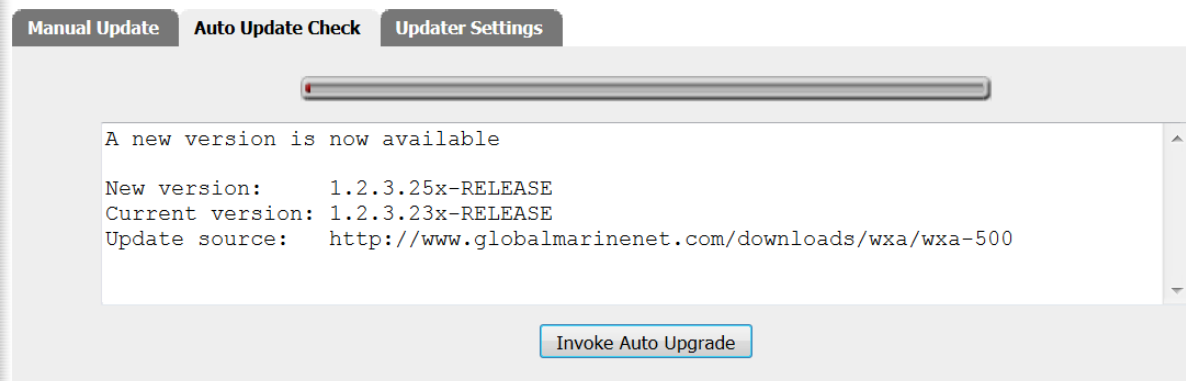 Manual Update
Auto Update Check
Updater Settings
A new version is now available
New version: 1.2.3.25x-RELEASE
Current version: 1.2.3.23x-RELEASE
Update source: http://www.globalmarinenet.com/downloads/wxa/wxa-500
Invoke Auto Upgrade